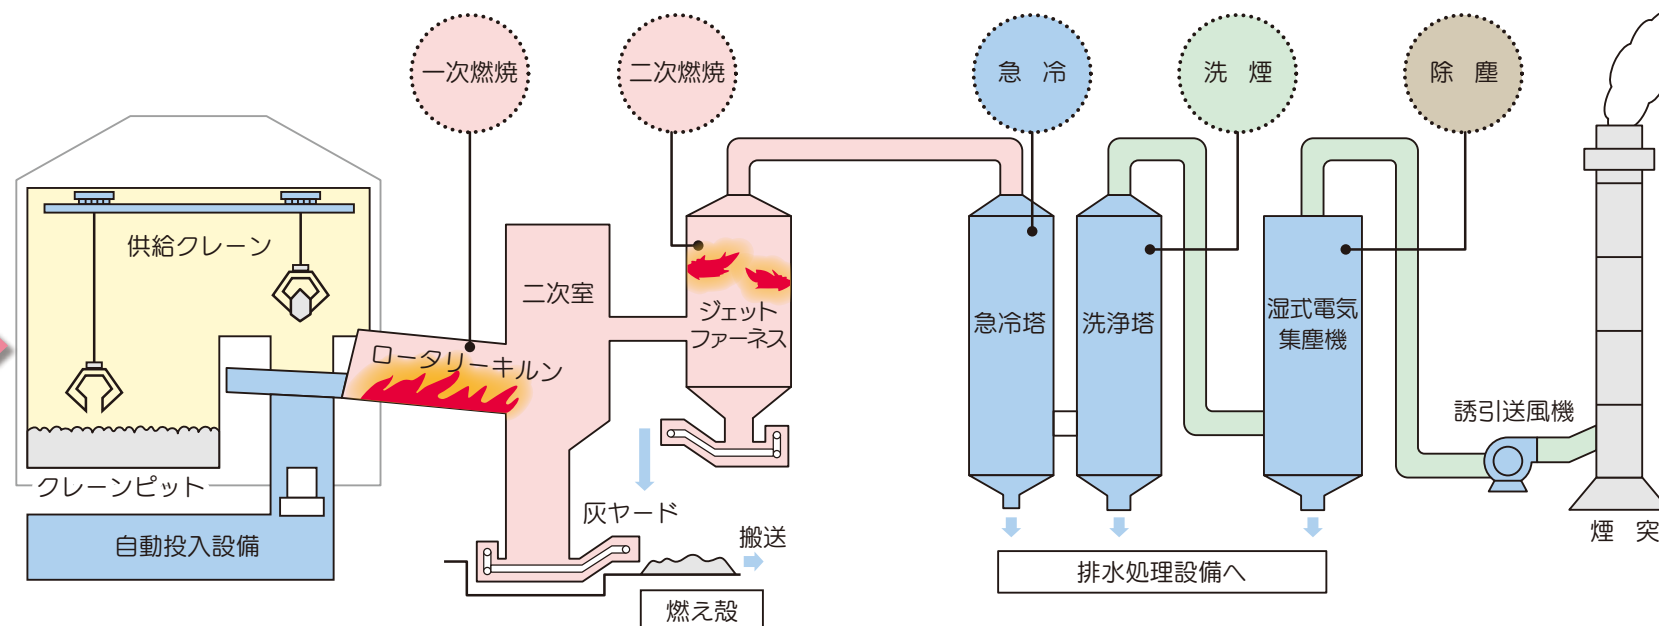 一次燃焼
二次燃焼
急 冷
洗 煙
除 塵
供給クレーン
二次室
ロータリーキルン
ジェット
ファーネス
急冷塔
洗浄塔
湿式電気
集塵機
誘引送風機
クレーンピット
自動投入設備
灰ヤード
搬送
燃え殻
排水処理設備へ
煙 突